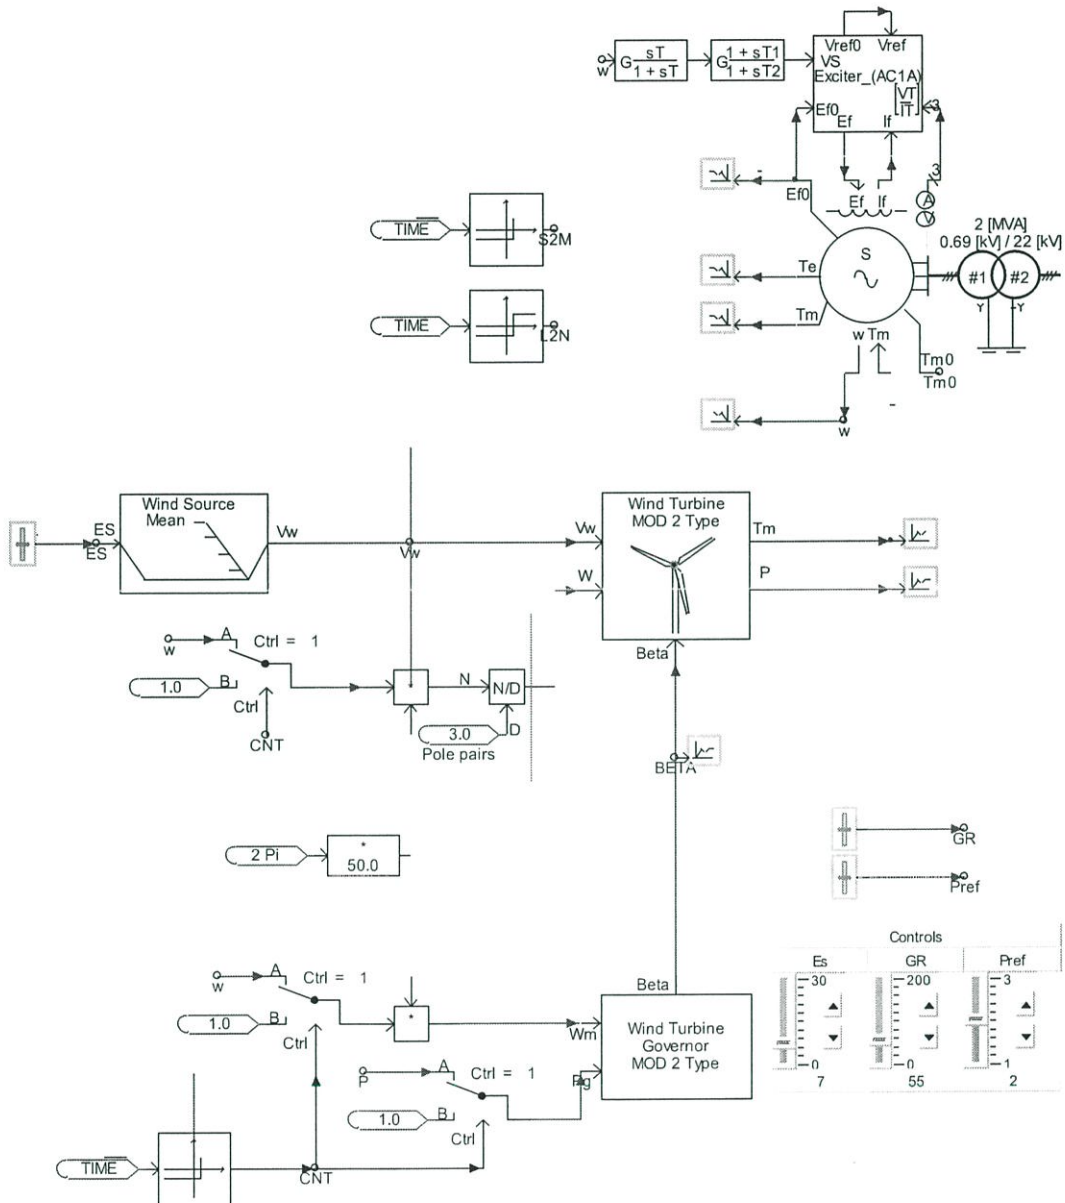 Vref0 Vref
VS
Exciter_(AC1A)
Ef0
VT
IT
3
Ef If
w
G sT
1 + sT
G 1 + sT1
1 + sT2
3
Ef0
Ef If
A
V
2 [MVA]
0.69 [kV] / 22 [kV]
S
#1 #2
Te
Tm
w Tm
Tm0
Tm0
w
TIME
S2M
TIME
L2N
Wind Source
Mean
ES
ES
Vw
Vw
Vw
W
Wind Turbine
MOD 2 Type
Tm
P
Beta
A
w
Ctrl = 1
1.0
B
Ctrl
CNT
*
N
N/D
3.0
D
Pole pairs
BETA
2 Pi
*
50.0
GR
Pref
Controls
Es GR Pref
30 200 3
0 0 1
7 55 2
A
w
Ctrl = 1
1.0
B
Ctrl
*
Wm
Beta
Wind Turbine
Governor
MOD 2 Type
Pg
P
A
Ctrl = 1
1.0
B
Ctrl
TIME
CNT